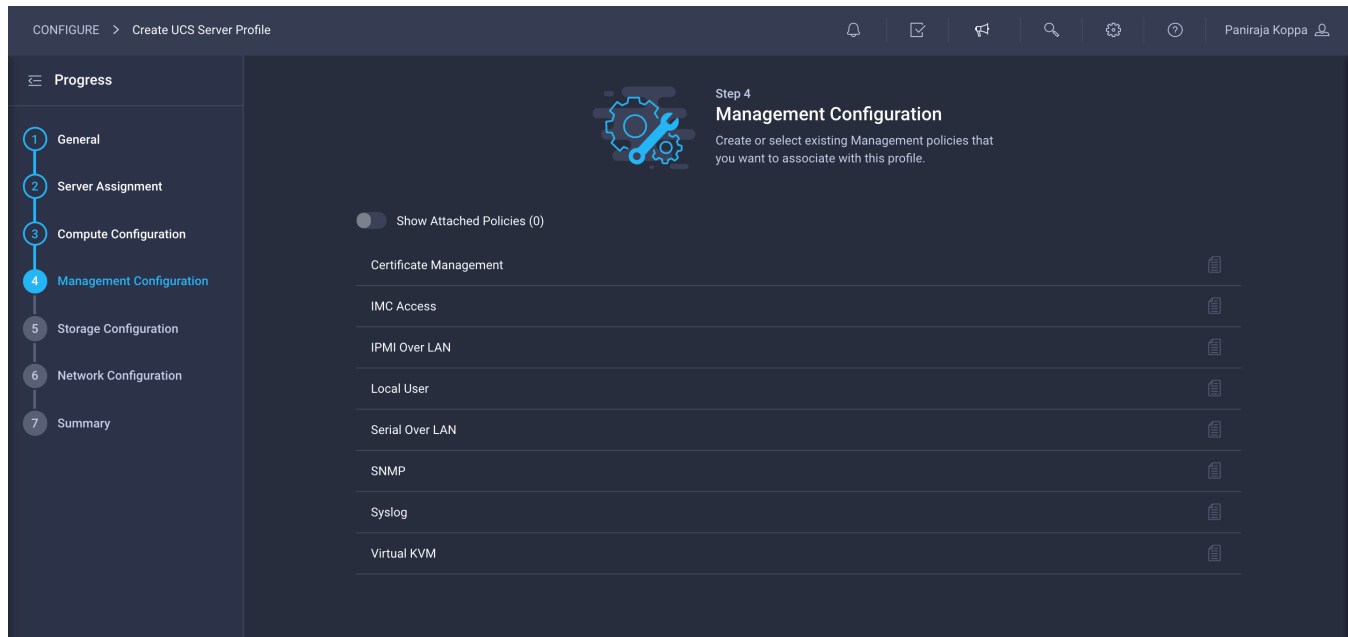 CONFIGURE > Create UCS Server Profile
Paniraja Koppa
Progress
1 General
2 Server Assignment
3 Compute Configuration
4 Management Configuration
5 Storage Configuration
6 Network Configuration
7 Summary
Step 4
Management Configuration
Create or select existing Management policies that
you want to associate with this profile.
Show Attached Policies (0)
Certificate Management
IMC Access
IPMI Over LAN
Local User
Serial Over LAN
SNMP
Syslog
Virtual KVM